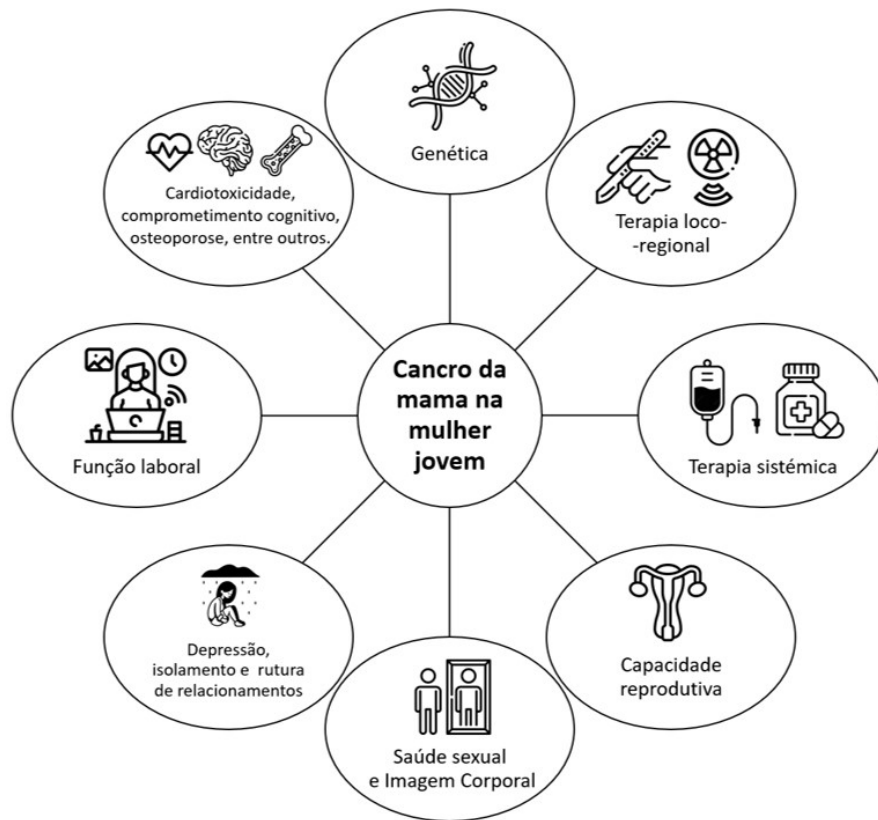 Genética
Cardiotoxicidade,
comprometimento cognitivo,
osteoporose, entre outros.
Terapia loco-
-regional
Cancro da
mama na
mulher
jovem
Função laboral
Terapia sistémica
Depressão,
isolamento e rutura
de relacionamentos
Capacidade
reprodutiva
Saúde sexual
e Imagem Corporal